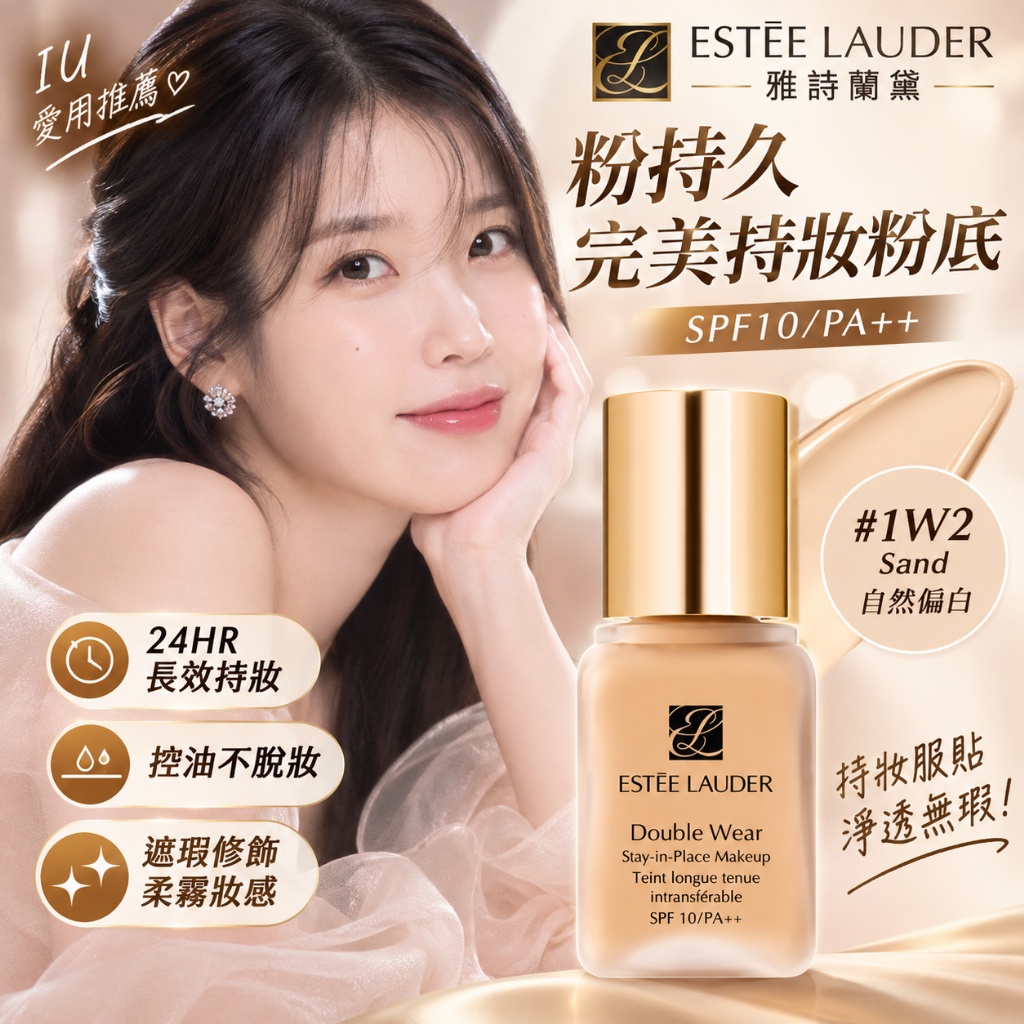 IU
愛用推薦♡
ESTĒE LAUDER
雅詩蘭黛
粉持久
完美持妝粉底
SPF10/PA++
#1W2
Sand
自然偏白
24HR
長效持妝
控油不脫妝
遮瑕修飾
柔霧妝感
ESTĒE LAUDER
Double Wear
Stay-in-Place Makeup
Teint longue tenue
intransférable
SPF 10/PA++
持妝服貼
淨透無瑕!